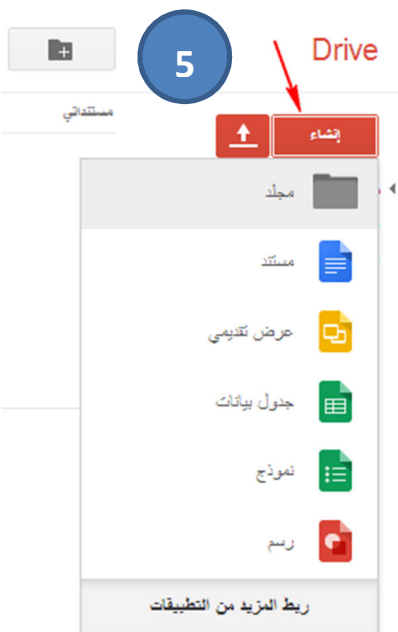 Drive
5
مستنداتي
إنشاء
مجلد
مستند
عرض تقديمي
جدول بيانات
نموذج
رسم
ربط المزيد من التطبيقات